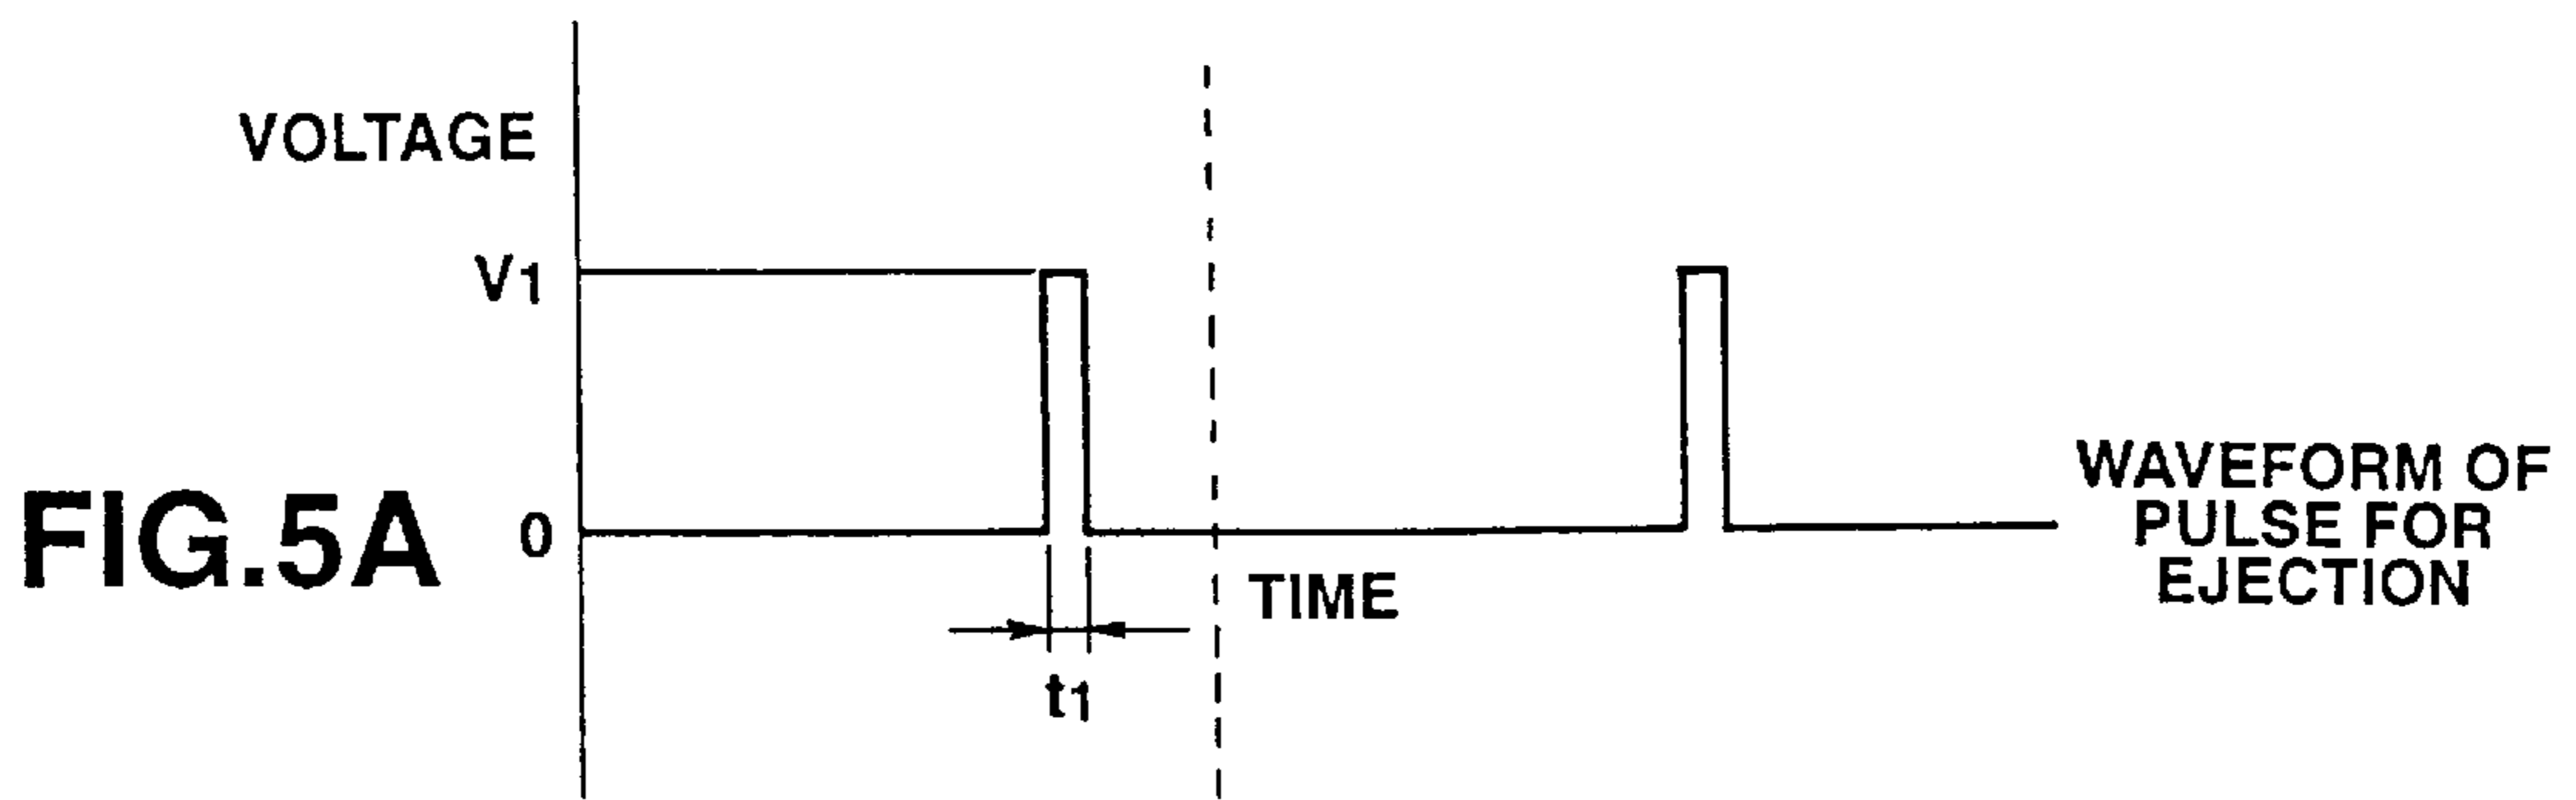 VOLTAGE
V1
FIG.5A
0
TIME
t1
WAVEFORM OF
PULSE FOR
EJECTION